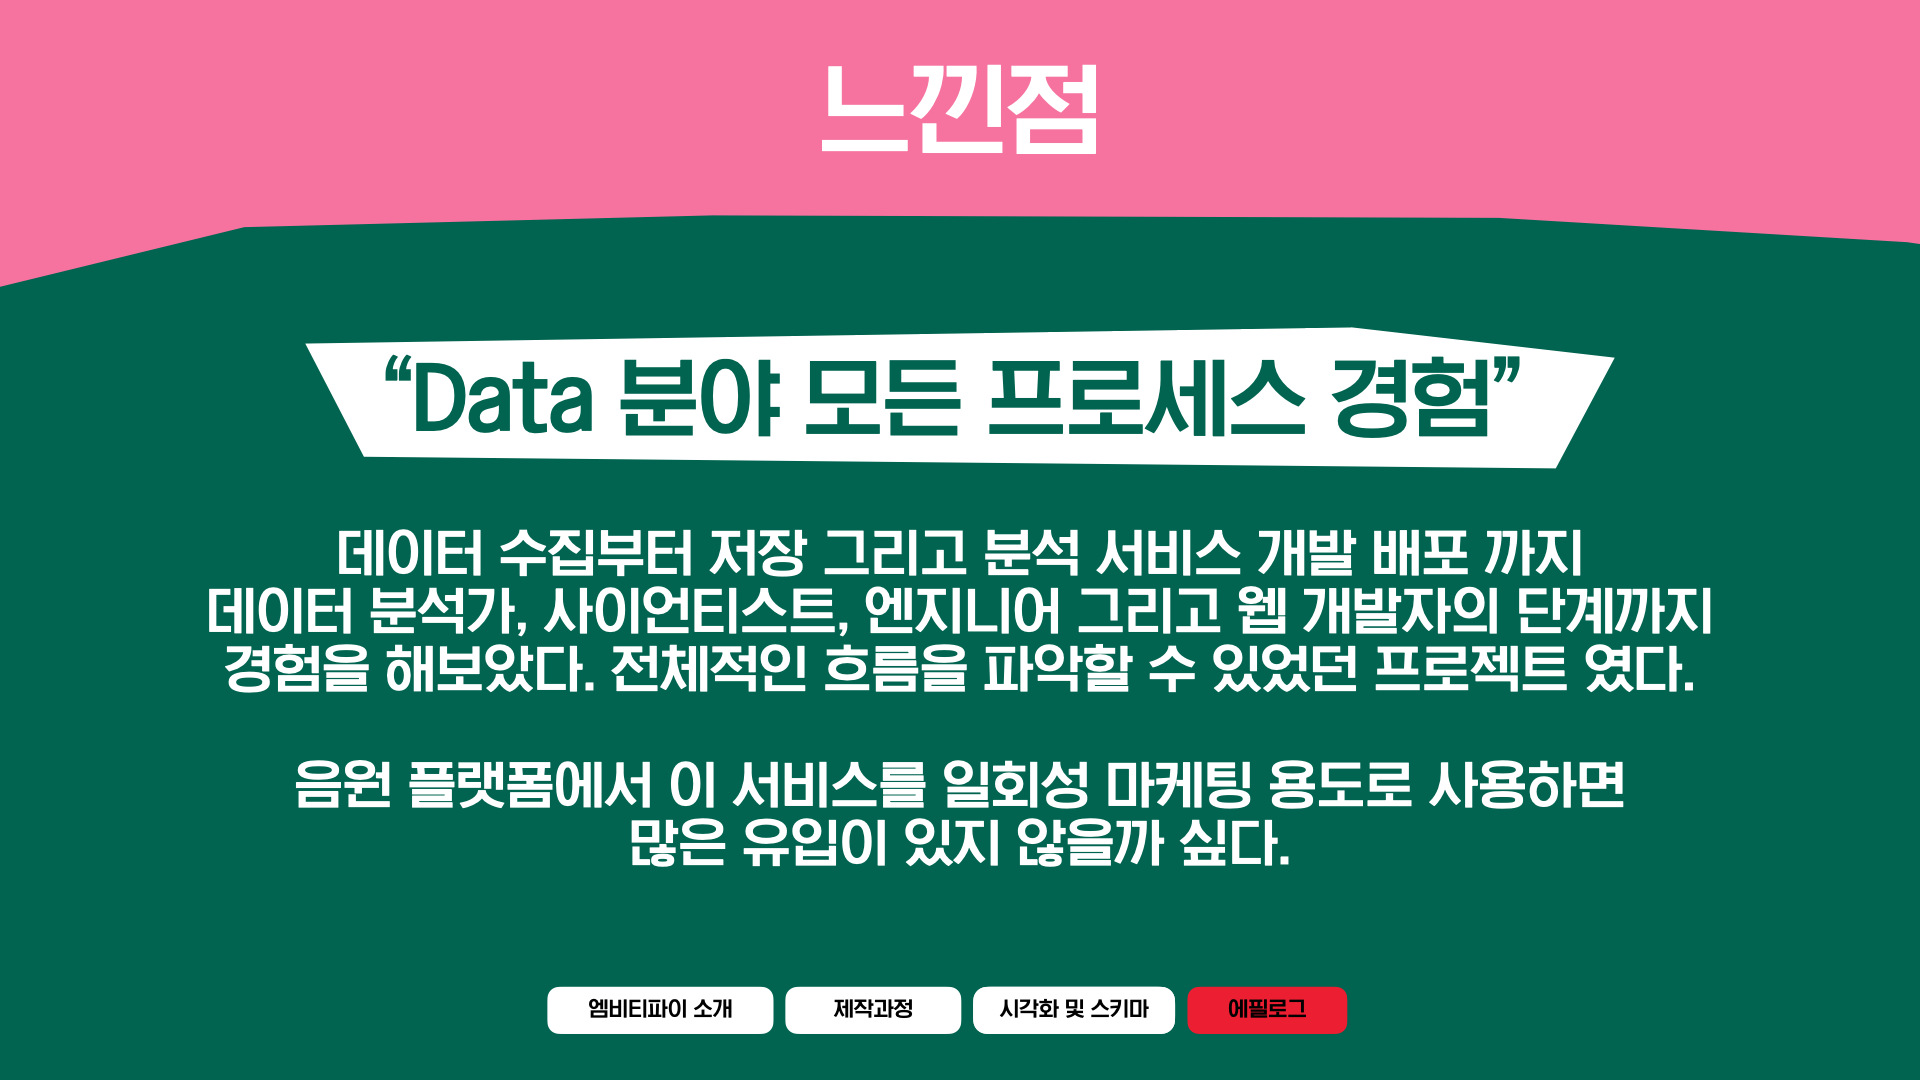 느낀점
“Data 분야 모든 프로세스 경험”
데이터 수집부터 저장 그리고 분석 서비스 개발 배포 까지
데이터 분석가, 사이언티스트, 엔지니어 그리고 웹 개발자의 단계까지
경험을 해보았다. 전체적인 흐름을 파악할 수 있었던 프로젝트 였다.
음원 플랫폼에서 이 서비스를 일회성 마케팅 용도로 사용하면
많은 유입이 있지 않을까 싶다.
엠비티파이 소개
제작과정
시각화 및 스키마
에필로그